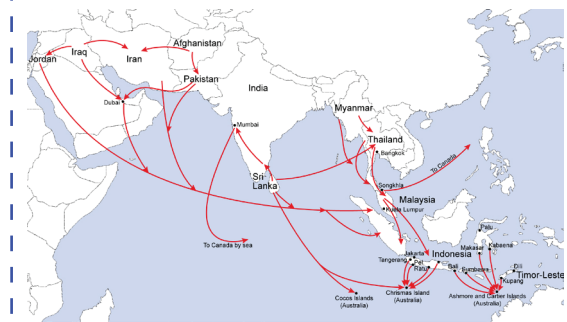 Afghanistan
Iraq
Jordan
Iran
Pakistan
India
Dubai
Myanmar
Mumbai
Thailand
Bangkok
To Canada
Sri
Lanka
Songkhla
Malaysia
Kuala Lumpur
Palu
To Canada by sea
Jakarta
Indonesia
Makasar
Kabaena
Tangerang
Pel
Ratu
Bali
Sumbawa
Dili
Timor-Leste
Kupang
Cocos Islands
(Australia)
Chrismas Island
(Australia)
Ashmore and Cartier Islands
(Australia)